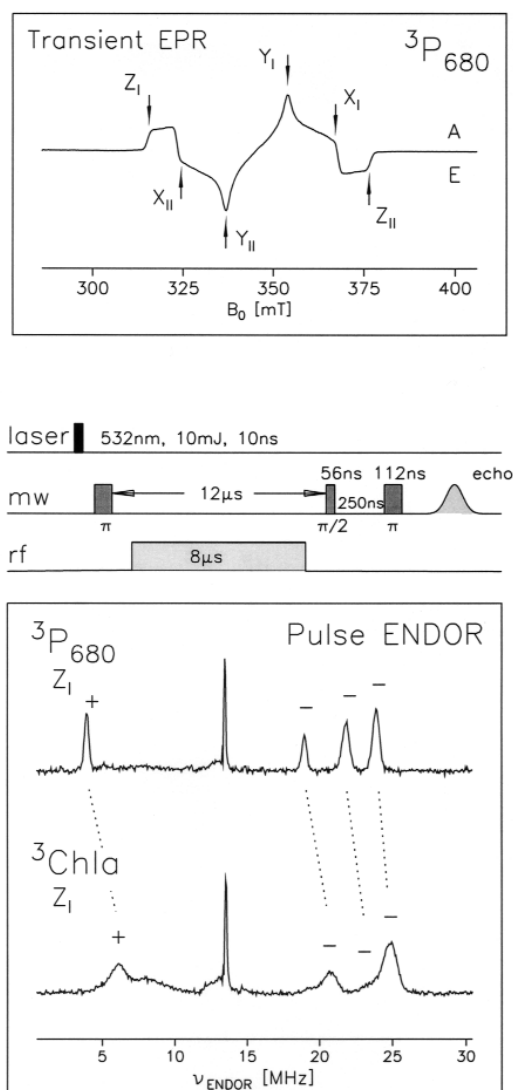 Transient EPR
³P₆₈₀
Y_I
Z_I
X_I
A
E
X_II
Z_II
Y_II
300 325 350 375 400
B₀ [mT]
laser 532nm, 10mJ, 10ns
56ns 112ns echo
mw 12μs 250ns
π π/2 π
rf 8μs
³P₆₈₀ Pulse ENDOR
Z_I
+ − − −
³Chla
Z_I
+ − − −
5 10 15 20 25 30
ν_ENDOR [MHz]